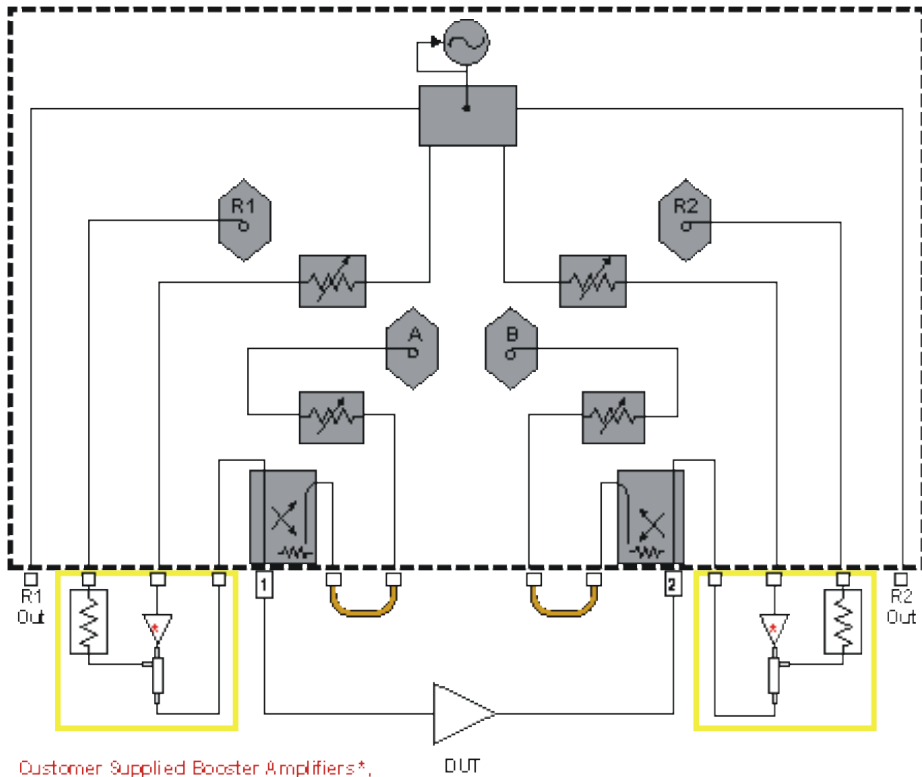 R1
R2
A
B
1
2
R1
Out
R2
Out
*
*
DUT
Customer Supplied Booster Amplifiers*,